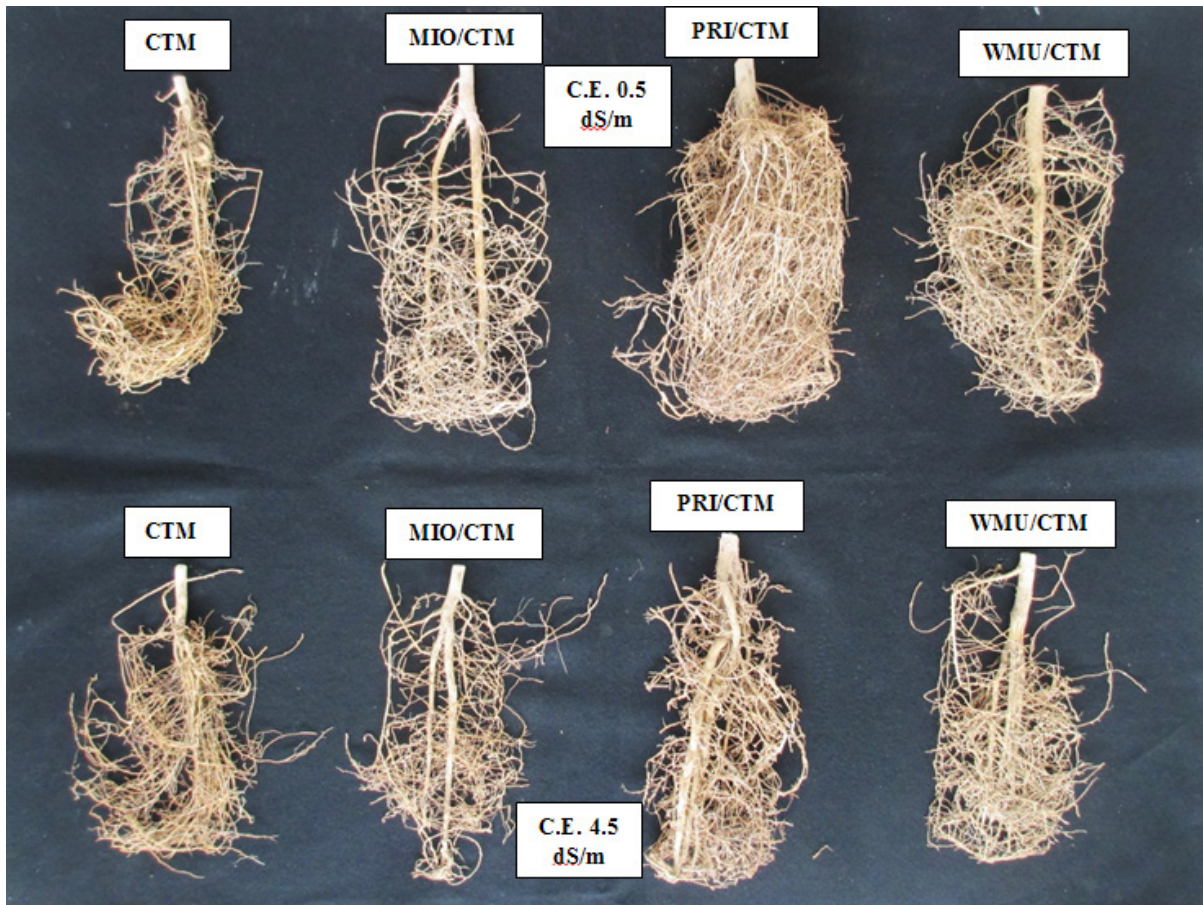 CTM
MIO/CTM
PRI/CTM
WMU/CTM
C.E. 0.5
dS/m
CTM
MIO/CTM
PRI/CTM
WMU/CTM
C.E. 4.5
dS/m